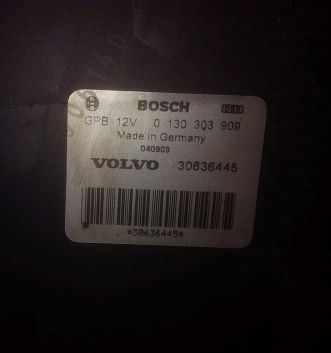 BOSCH
GPB 12V 0 130 303 909
Made in Germany
040903
VOLVO 30636445
*30636445*